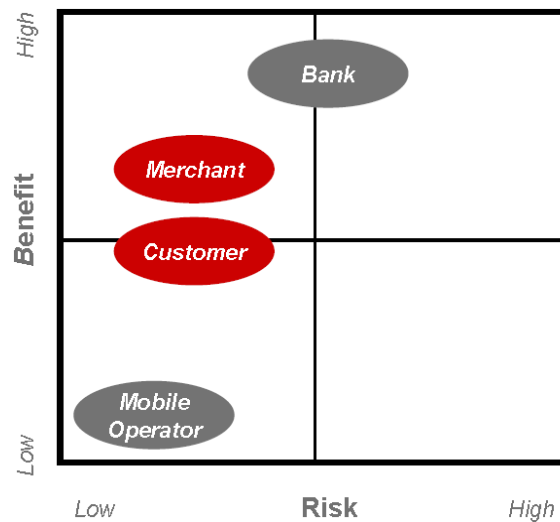 High
Bank
Merchant
Benefit
Customer
Mobile
Operator
Low
Low Risk High